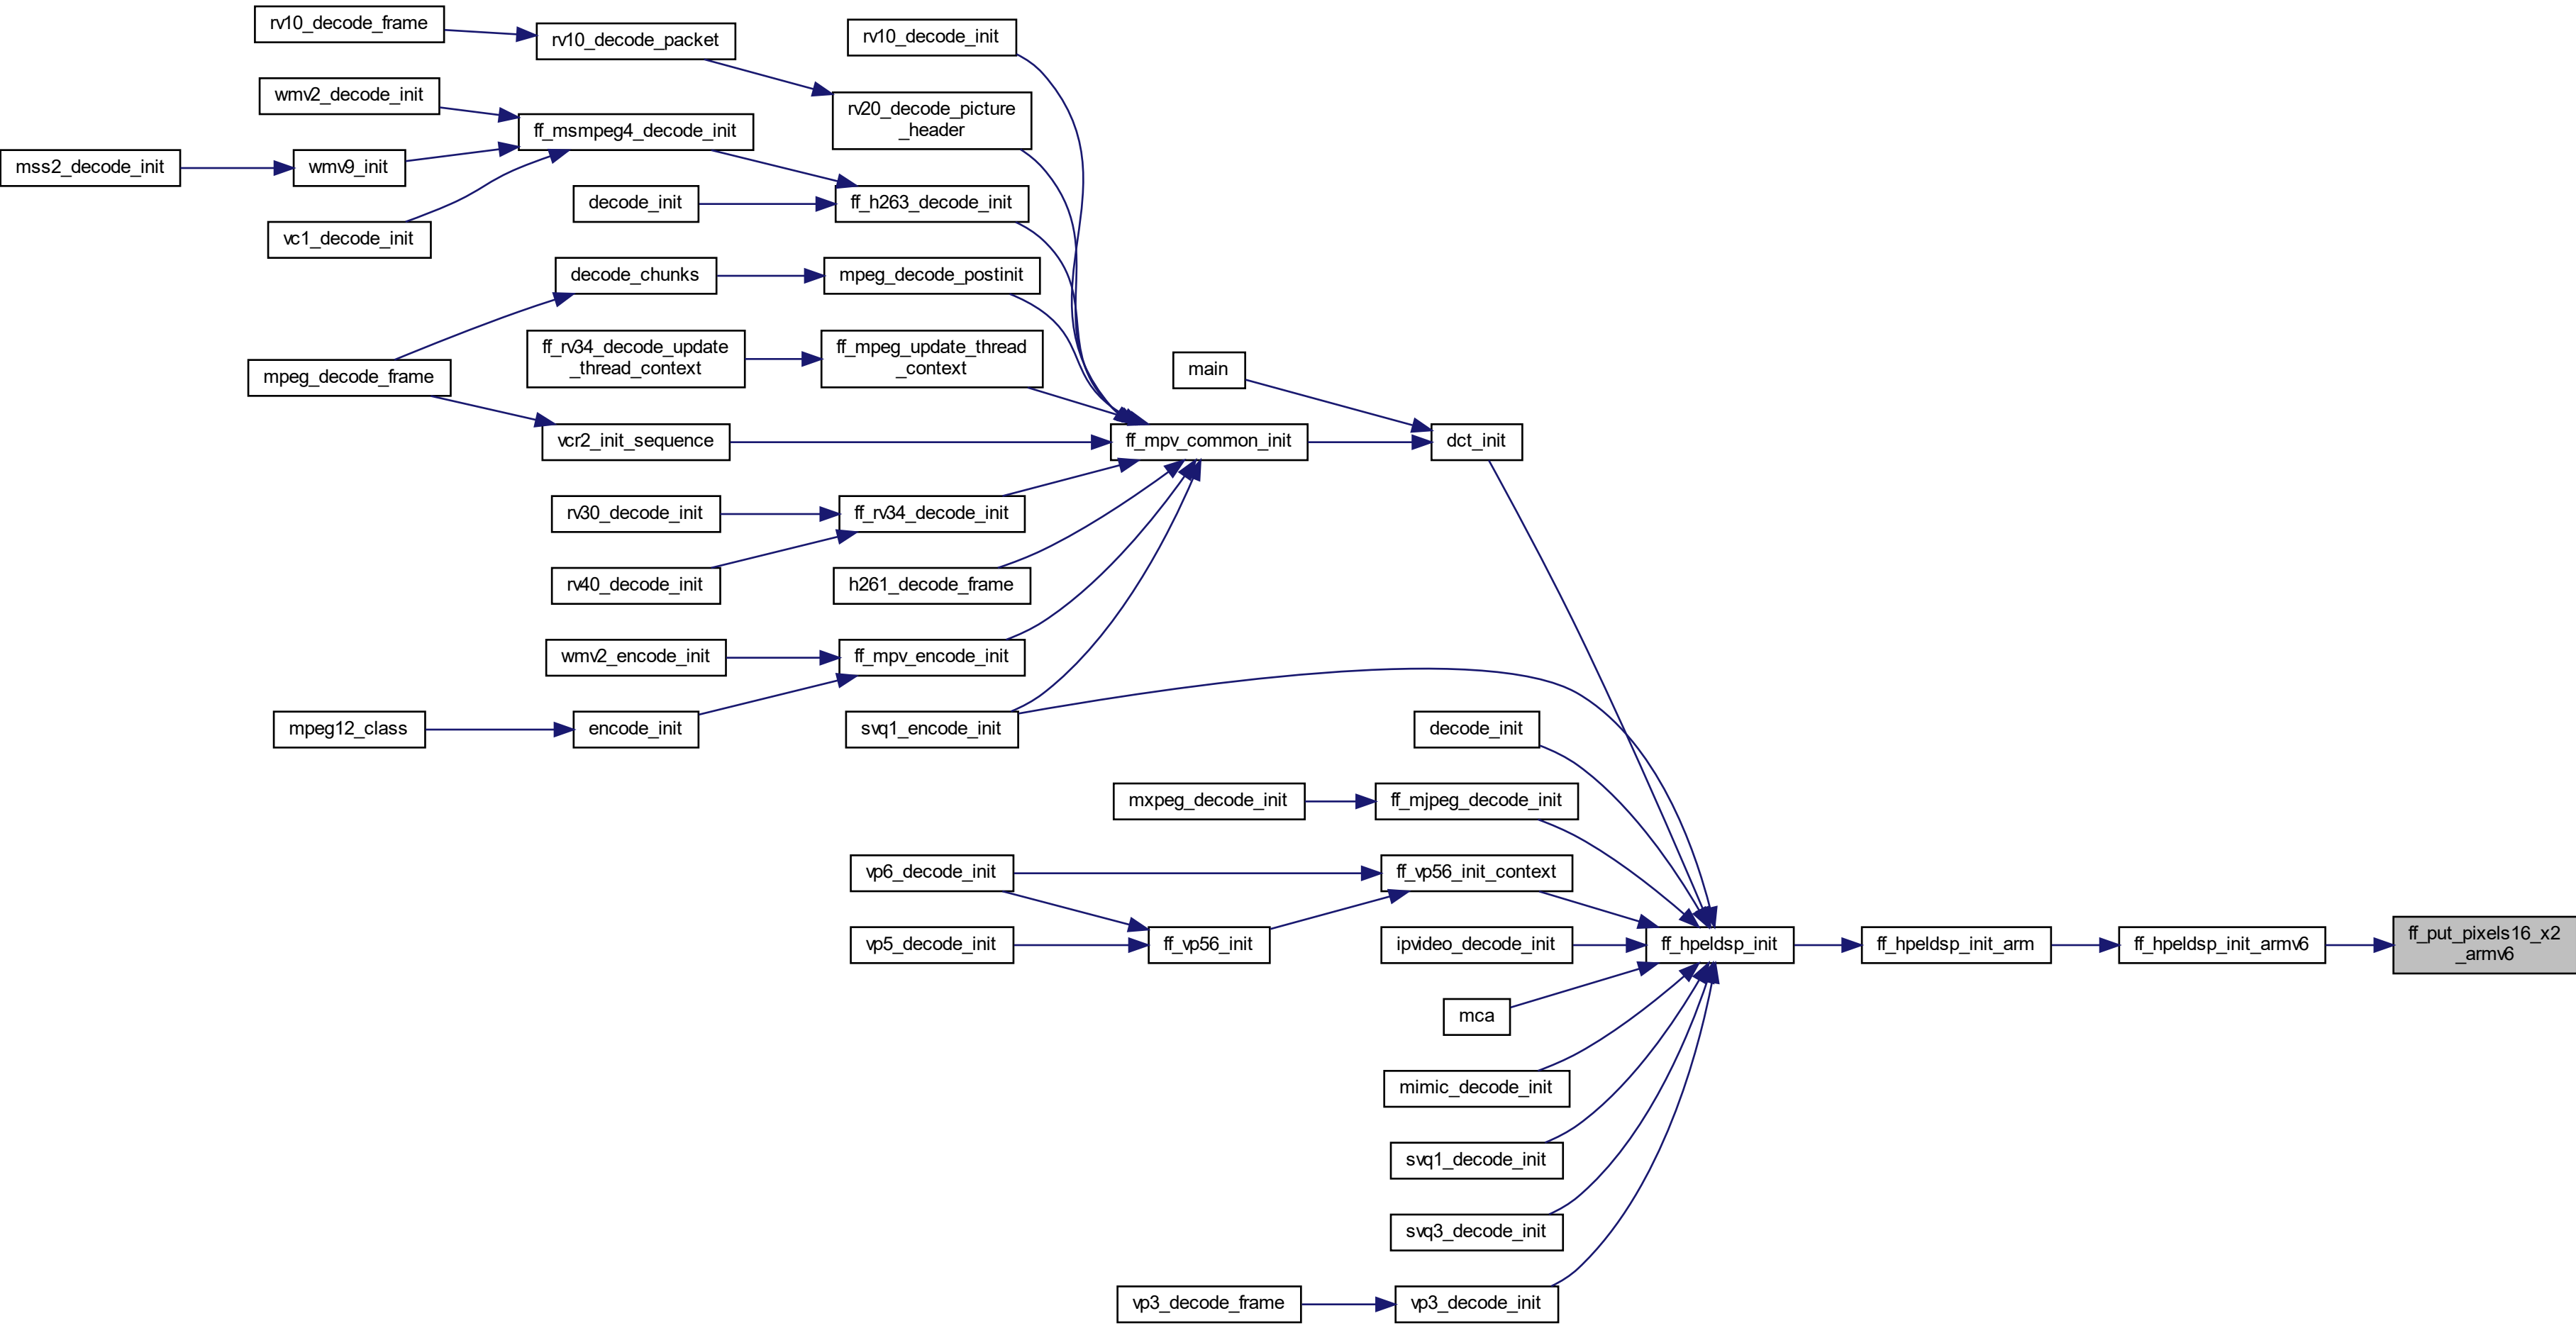 rv10_decode_frame
rv10_decode_packet
rv10_decode_init
wmv2_decode_init
rv20_decode_picture
_header
ff_msmpeg4_decode_init
mss2_decode_init
wmv9_init
decode_init
ff_h263_decode_init
vc1_decode_init
decode_chunks
mpeg_decode_postinit
ff_rv34_decode_update
_thread_context
ff_mpeg_update_thread
_context
main
mpeg_decode_frame
vcr2_init_sequence
ff_mpv_common_init
dct_init
rv30_decode_init
ff_rv34_decode_init
rv40_decode_init
h261_decode_frame
wmv2_encode_init
ff_mpv_encode_init
mpeg12_class
encode_init
svq1_encode_init
decode_init
mxpeg_decode_init
ff_mjpeg_decode_init
vp6_decode_init
ff_vp56_init_context
vp5_decode_init
ff_vp56_init
ipvideo_decode_init
ff_hpeldsp_init
ff_hpeldsp_init_arm
ff_hpeldsp_init_armv6
ff_put_pixels16_x2
_armv6
mca
mimic_decode_init
svq1_decode_init
svq3_decode_init
vp3_decode_frame
vp3_decode_init